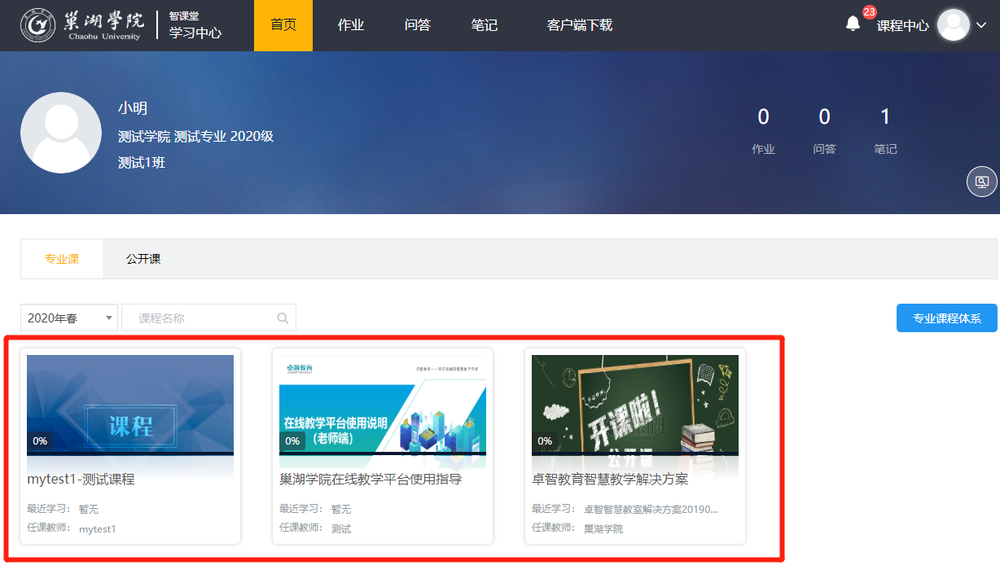 巢湖学院
Chaohu University
智课堂
学习中心
首页
作业
问答
笔记
客户端下载
23
课程中心
小明
测试学院 测试专业 2020级
测试1班
0
0
1
作业
问答
笔记
专业课
公开课
2020年春
课程名称
专业课程体系
课程
0%
mytest1-测试课程
最近学习： 暂无
任课教师： mytest1
卓智教育
在线教学平台使用说明
（老师端）
0%
巢湖学院在线教学平台使用指导
最近学习： 暂无
任课教师： 测试
开课啦！
公开课
0%
卓智教育智慧教学解决方案
最近学习： 卓智智慧教室解决方案20190...
任课教师： 巢湖学院